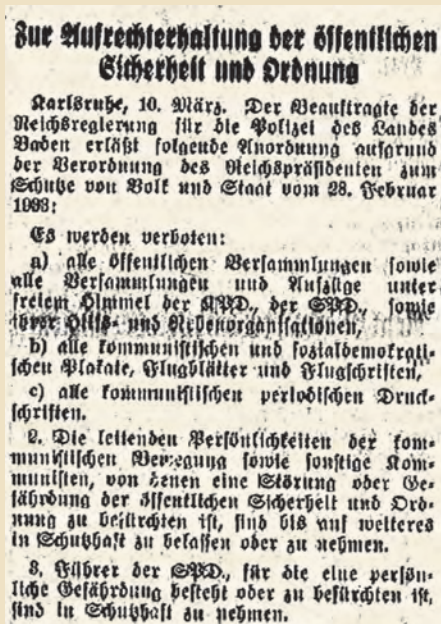 Zur Aufrechterhaltung der öffentlichen
Sicherheit und Ordnung
Karlsruhe, 10. März. Der Beauftragte der
Reichsregierung für die Polizei des Landes
Baden erläßt folgende Anordnung aufgrund
der Verordnung des Reichspräsidenten zum
Schutze von Volk und Staat vom 28. Februar
1933:
Es werden verboten:
a) alle öffentlichen Versammlungen sowie
alle Versammlungen und Aufzüge unter
freiem Himmel der KPD., der SPD., sowie
ihrer Hilfs- und Nebenorganisationen,
b) alle kommunistischen und sozialdemokrati-
schen Plakate, Flugblätter und Flugschriften,
c) alle kommunistischen periodischen Druck-
schriften.
2. Die leitenden Persönlichkeiten der kom-
munistischen Bewegung sowie sonstige Kom-
munisten, von denen eine Störung oder Ge-
fährdung der öffentlichen Sicherheit und Ord-
nung zu befürchten ist, sind bis auf weiteres
in Schutzhaft zu belassen oder zu nehmen.
3. Führer der SPD., für die eine persön-
liche Gefährdung besteht oder zu befürchten ist,
sind in Schutzhaft zu nehmen.